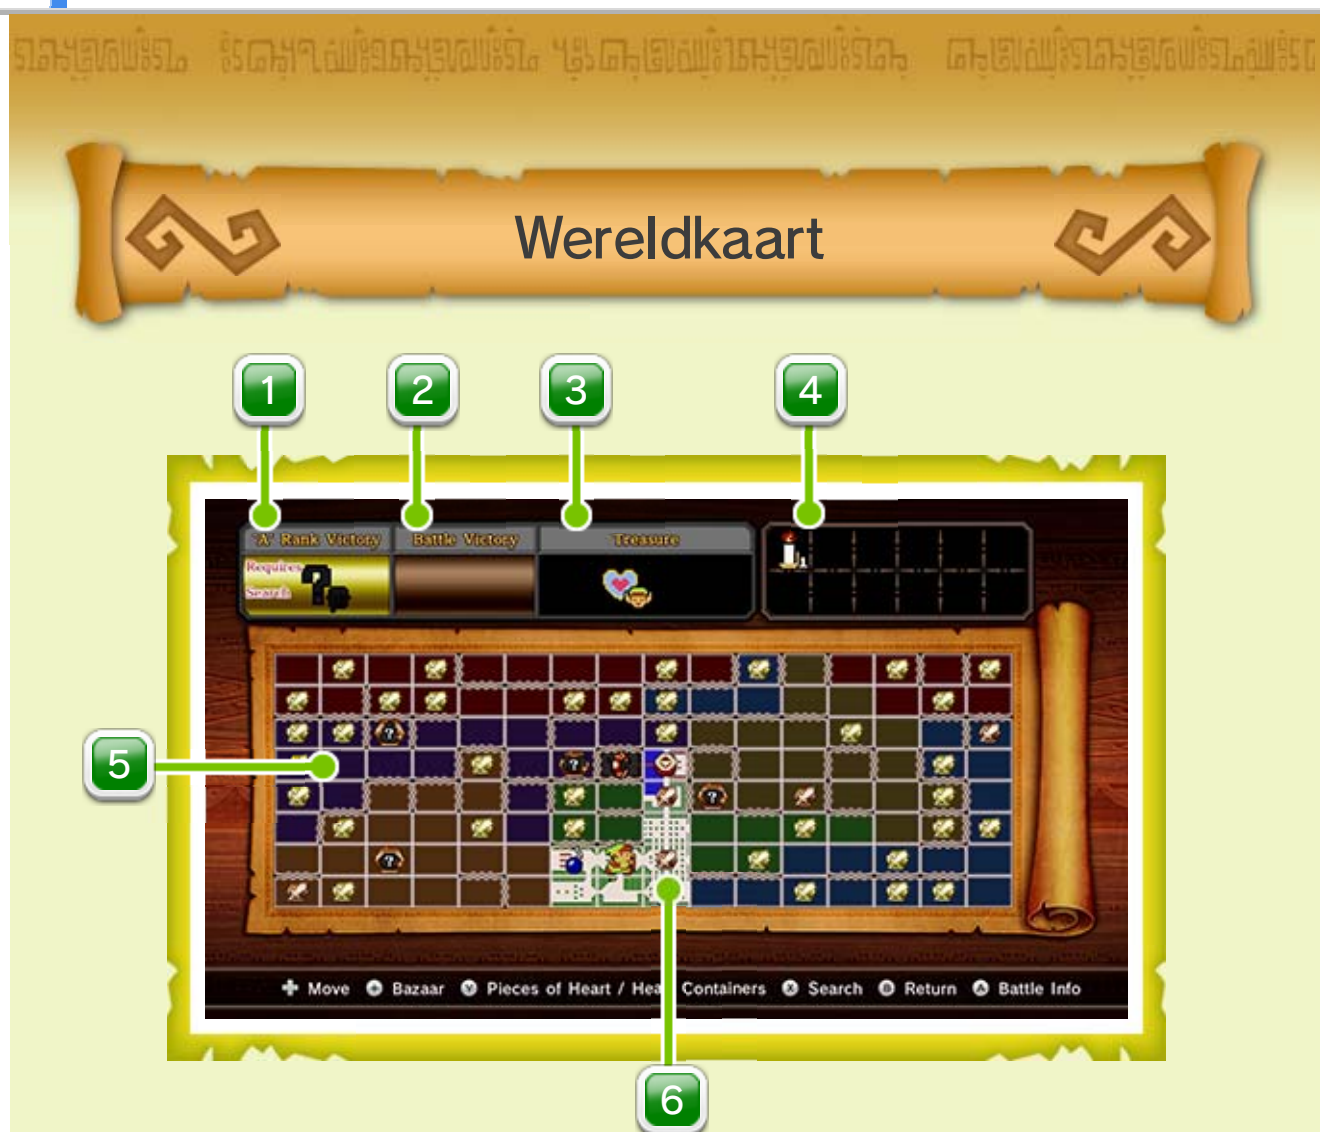 Wereldkaart
1
2
3
4
'A' Rank Victory
Battle Victory
Treasure
Requires
Search
1
5
Move
Bazaar
Pieces of Heart / Containers
Search
Return
Battle Info
6